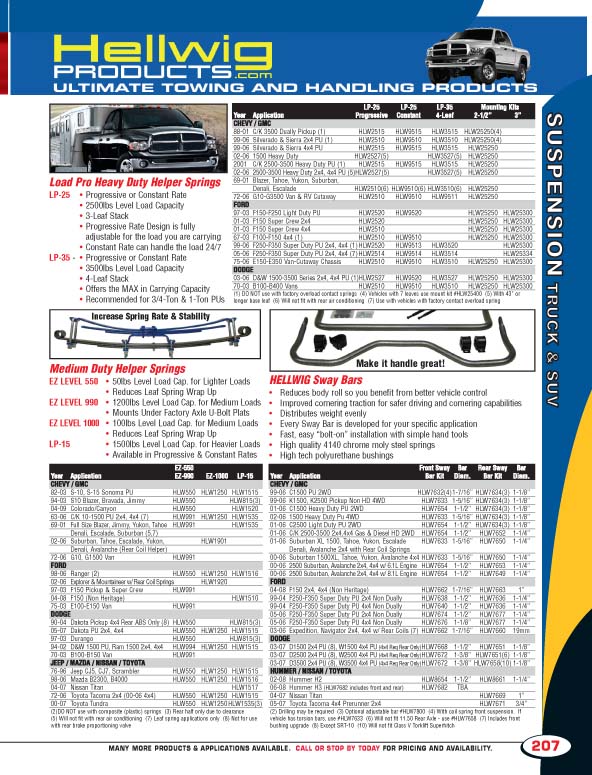 Hellwig
PRODUCTS.com
ULTIMATE TOWING AND HANDLING PRODUCTS
SUSPENSION TRUCK & SUV
Load Pro Heavy Duty Helper Springs
LP-25 • Progressive or Constant Rate
• 2500lbs Level Load Capacity
• 3-Leaf Stack
• Progressive Rate Design is fully
adjustable for the load you are carrying
• Constant Rate can handle the load 24/7
LP-35 - • Progressive or Constant Rate
• 3500lbs Level Load Capacity
• 4-Leaf Stack
• Offers the MAX in Carrying Capacity
• Recommended for 3/4-Ton & 1-Ton PUs
LP-25 LP-25 LP-35 Mounting Kits
Year Application Progressive Constant 4-Leaf 2-1/2" 3"
CHEVY / GMC
88-01 C/K 3500 Dually Pickup (1) HLW2515 HLW9515 HLW3515 HLW25250(4)
99-06 Silverado & Sierra 2x4 PU (1) HLW2510 HLW9510 HLW3510 HLW25250(4)
99-06 Silverado & Sierra 4x4 PU HLW2515 HLW9515 HLW3515 HLW25250
02-06 1500 Heavy Duty HLW2527(5) HLW3527(5) HLW25250
2001 C/K 2500-3500 Heavy Duty PU (1) HLW2515 HLW9515 HLW3515 HLW25250
02-06 2500-3500 Heavy Duty 2x4, 4x4 PU (5) HLW2527(5) HLW3527(5) HLW25250
69-01 Blazer, Tahoe, Yukon, Suburban,
Denali, Escalade HLW2510(6) HLW9510(6) HLW3510(6) HLW25250
72-06 G10-G3500 Van & RV Cutaway HLW2510 HLW9510 HLW9511 HLW25250
FORD
97-03 F150-F250 Light Duty PU HLW2520 HLW9520 HLW25250 HLW25300
01-03 F150 Super Crew 2x4 HLW2520 HLW25250 HLW25300
01-03 F150 Super Crew 4x4 HLW2510 HLW25250 HLW25300
67-03 F100-F150 4x4 (1) HLW2510 HLW9510 HLW25250 HLW25300
99-06 F250-F350 Super Duty PU 2x4, 4x4 (1) HLW2520 HLW9513 HLW3520 HLW25300
05-06 F250-F350 Super Duty PU 2x4, 4x4 (7) HLW2514 HLW9514 HLW3514 HLW25334
75-06 E150-E350 Van-Cutaway Chassis HLW2510 HLW9510 HLW3510 HLW25250 HLW25300
DODGE
03-06 D&W 1500-3500 Series 2x4, 4x4 PU (1) HLW2527 HLW9520 HLW3527 HLW25250 HLW25300
70-03 B100-B400 Vans HLW2510 HLW9510 HLW3510 HLW25250 HLW25300
(1) DO NOT use with factory overload contact springs (4) Vehicles with 7 leaves use mount kit #HLW25400 (5) With 43" or
longer base leaf (6) Will not fit with rear air conditioning (7) Use with vehicles with factory contact overload spring
Increase Spring Rate & Stability
Make it handle great!
Medium Duty Helper Springs
EZ LEVEL 550 • 50lbs Level Load Cap. for Lighter Loads
• Reduces Leaf Spring Wrap Up
EZ LEVEL 990 • 1200lbs Level Load Cap. for Medium Loads
• Mounts Under Factory Axle U-Bolt Plats
EZ LEVEL 1000 • 100lbs Level Load Cap. for Medium Loads
• Reduces Leaf Spring Wrap Up
LP-15 • 1500lbs Level Load Cap. for Heavier Loads
• Available in Progressive & Constant Rates
HELLWIG Sway Bars
• Reduces body roll so you benefit from better vehicle control
• Improved cornering traction for safer driving and cornering capabilities
• Distributes weight evenly
• Every Sway Bar is developed for your specific application
• Fast, easy "bolt-on" installation with simple hand tools
• High quality 4140 chrome moly steel springs
• High tech polyurethane bushings
EZ-550
Year Application EZ-990 EZ-1000 LP-15
CHEVY / GMC
82-03 S-10, S-15 Sonoma PU HLW550 HLW1250 HLW1515
94-03 S10 Blazer, Bravada, Jimmy HLW550 HLW815(3)
04-09 Colorado/Canyon HLW550 HLW1520
63-06 C/K 10-1500 PU 2x4, 4x4 (7) HLW991 HLW1250 HLW1535
69-01 Full Size Blazer, Jimmy, Yukon, Tahoe HLW991 HLW1535
Denali, Escalade, Suburban (5,7)
02-06 Suburban, Tahoe, Escalade, Yukon, HLW1901
Denali, Avalanche (Rear Coil Helper)
72-06 G10, G1500 Van HLW991
FORD
98-06 Ranger (2) HLW550 HLW1250 HLW1516
02-06 Explorer & Mountaineer w/Rear Coil Springs HLW1920
97-03 F150 Pickup & Super Crew HLW991
04-08 F150 (Non Heritage) HLW1510
75-03 E100-E150 Van HLW991
DODGE
90-04 Dakota Pickup 4x4 Rear ABS Only (8) HLW550 HLW815(3)
05-07 Dakota PU 2x4, 4x4 HLW550 HLW1250 HLW1515
97-03 Durango HLW550 HLW815(3)
94-02 D&W 1500 PU, Ram 1500 2x4, 4x4 HLW994 HLW1250 HLW1515
70-03 B100-B150 Van HLW991
JEEP / MAZDA / NISSAN / TOYOTA
76-96 Jeep CJ5, CJ7, Scrambler HLW550 HLW1250 HLW1515
98-06 Mazda B2300, B4000 HLW550 HLW1250 HLW1516
04-07 Nissan Titan HLW1517
72-06 Toyota Tacoma 2x4 (00-06 4x4) HLW550 HLW1250 HLW1515
00-06 Toyota Tundra HLW550 HLW1250 HLW1535(3)
(2) DO NOT use with composite (plastic) springs (3) Rear half only due to clearance
(5) Will not fit with rear air conditioning (7) Leaf spring applications only (8) Not for use
with rear brake proportioning valve
Front Sway Bar Rear Sway Bar
Year Application Bar Kit Diam. Bar Kit Diem.
CHEVY / GMC
99-06 C1500 PU 2WD HLW7632(4) 1-7/16" HLW7634(3) 1-1/8"
99-06 K1500, K2500 Pickup Non HD 4WD HLW7633 1-5/16" HLW7634(3) 1-1/8"
01-06 C1500 Heavy Duty PU 2WD HLW7654 1-1/2" HLW7634(3) 1-1/8"
02-06 1500 Heavy Duty Pu 4WD HLW7633 1-5/16" HLW7634(3) 1-1/8"
01-06 C2500 Light Duty PU 2WD HLW7654 1-1/2" HLW7634(3) 1-1/8"
01-06 C/K 2500-3500 2x4,4x4 Gas & Diesel HD 2WD HLW7654 1-1/2" HLW7652 1-1/4"
01-06 Suburban XL 1500, Tahoe, Yukon, Escalade HLW7633 1-5/16" HLW7650 1-1/4"
Denali, Avalanche 2x4 with Rear Coil Springs
00-06 Suburban 1500XL, Tahoe, Yukon, Avalanche 4x4 HLW7633 1-5/16" HLW7650 1-1/4"
00-06 2500 Suburban, Avalanche 2x4, 4x4 w/ 6.1L Engine HLW7654 1-1/2" HLW7653 1-1/4"
00-06 2500 Suburban, Avalanche 2x4, 4x4 w/ 8.1L Engine HLW7654 1-1/2" HLW7649 1-1/4"
FORD
04-08 F150 2x4, 4x4 (Non Heritage) HLW7662 1-7/16" HLW7663 1"
99-04 F250-F350 Super Duty PU 2x4 Non Dually HLW7638 1-1/2" HLW7636 1-1/4"
99-04 F250-F350 Super Duty PU 4x4 Non Dually HLW7640 1-1/2" HLW7636 1-1/4"
05-06 F250-F350 Super Duty PU 2x4 Non Dually HLW7674 1-1/2" HLW7677 1-1/4"
05-06 F250-F350 Super Duty PU 4x4 Non Dually HLW7676 1-1/8" HLW7677 1-1/4"
03-06 Expedition, Navigator 2x4, 4x4 w/ Rear Coils (7) HLW7662 1-7/16" HLW7660 19mm
DODGE
03-07 D1500 2x4 PU (8), W1500 4x4 PU (4x4 Req Rear Only) HLW7668 1-1/2" HLW7651 1-1/8"
03-07 D2500 2x4 PU (8), W2500 4x4 PU (4x4 Req Rear Only) HLW7672 1-3/8" HLW7651(6) 1-1/8"
03-07 D3500 2x4 PU (8), W3500 4x4 PU (4x4 Req Rear Only) HLW7672 1-3/8" HLW7658(10) 1-1/8"
HUMMER / NISSAN / TOYOTA
02-08 Hummer H2 HLW8654 1-1/2" HLW8661 1-1/4"
06-08 Hummer H3 (HLW7682 includes front and rear) HLW7682 TBA
04-07 Nissan Titan HLW7669 1"
05-07 Toyota Tacoma 4x4 Prerunner 2x4 HLW7671 3/4"
(2) Drilling may be required (3) Optional adjustable bar #HLW7800 (4) With coil spring front suspension. If
vehicle has torsion bars, use #HLW7633 (6) Will not fit 11.50 Rear Axle - use #HLW7658 (7) Includes front
bushing upgrade (8) Except SRT-10 (10) Will not fit Class V Torklift Superhitch
MANY MORE PRODUCTS & APPLICATIONS AVAILABLE. CALL OR STOP BY TODAY FOR PRICING AND AVAILABILITY.
207